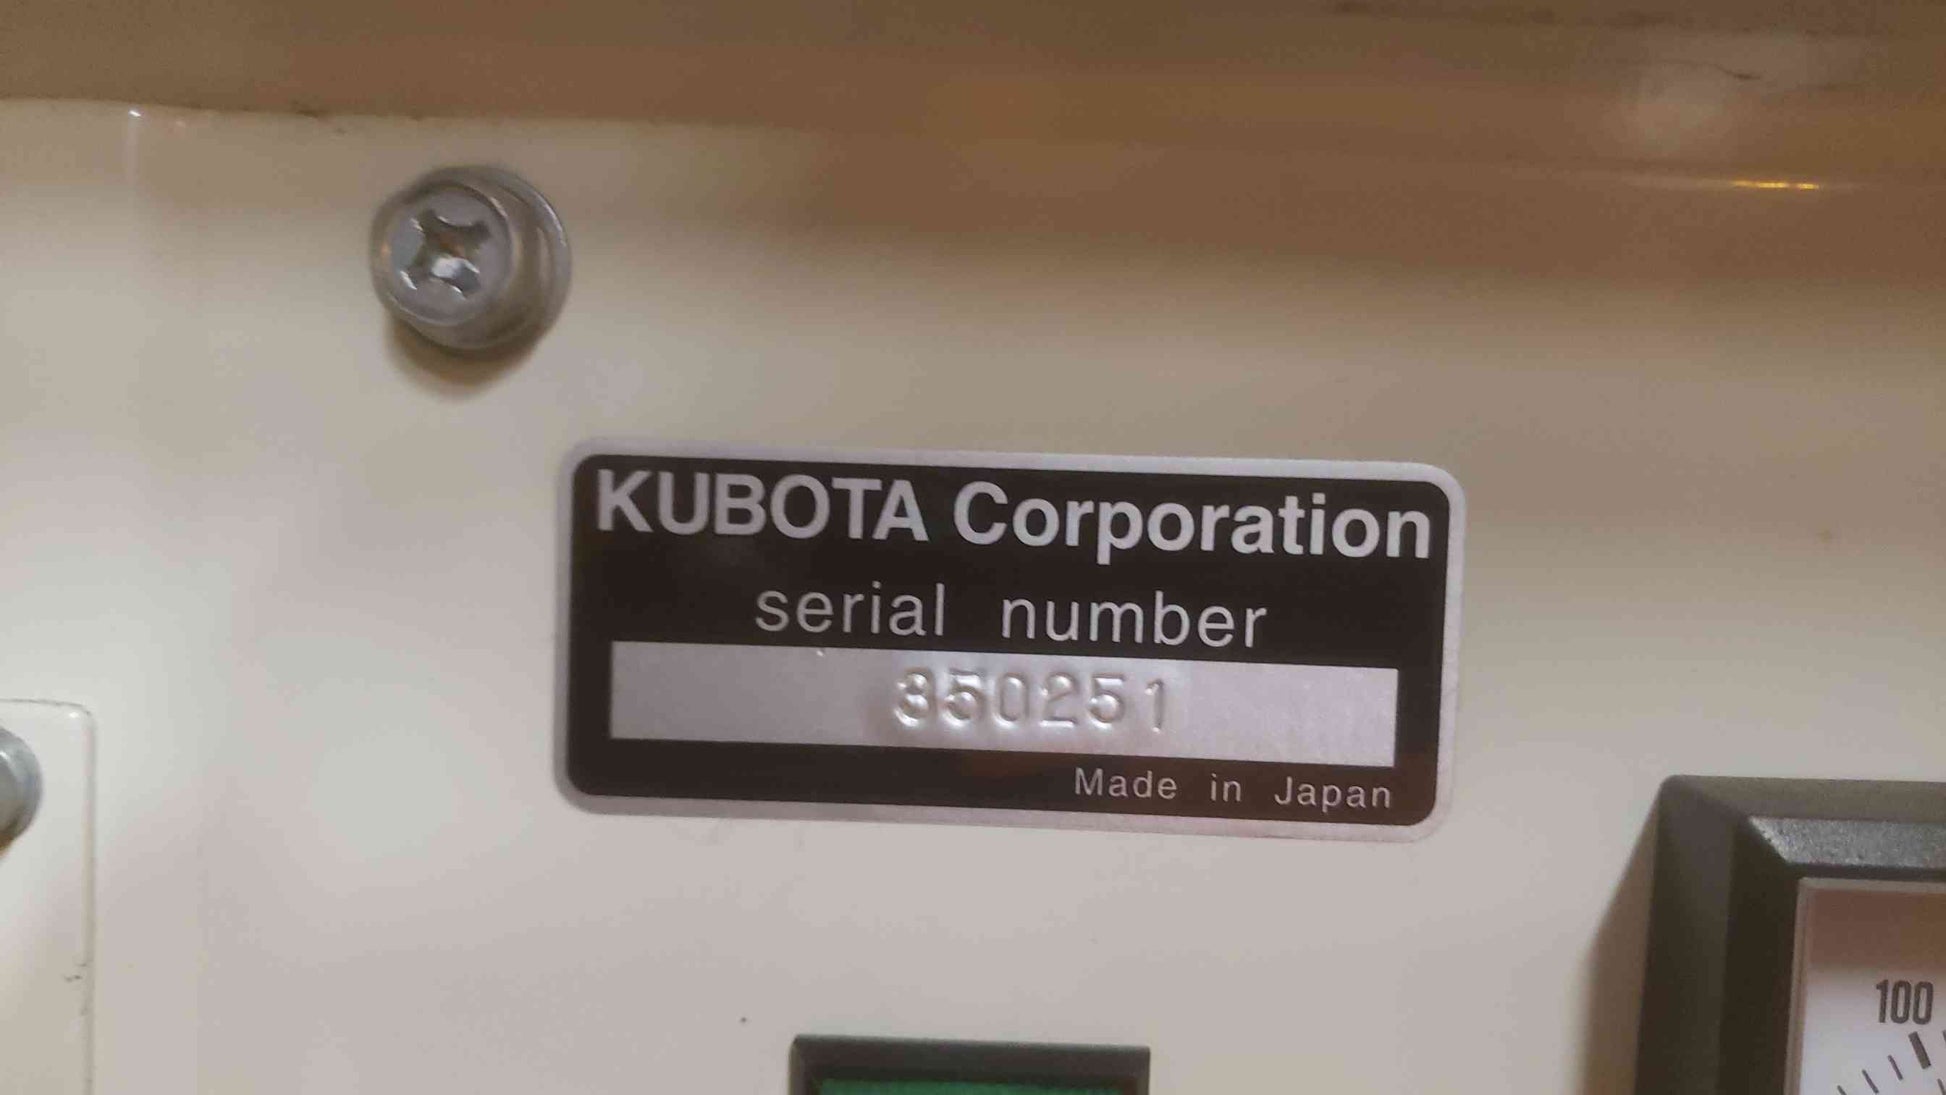 KUBOTA Corporation
serial number
350251
Made in Japan
100